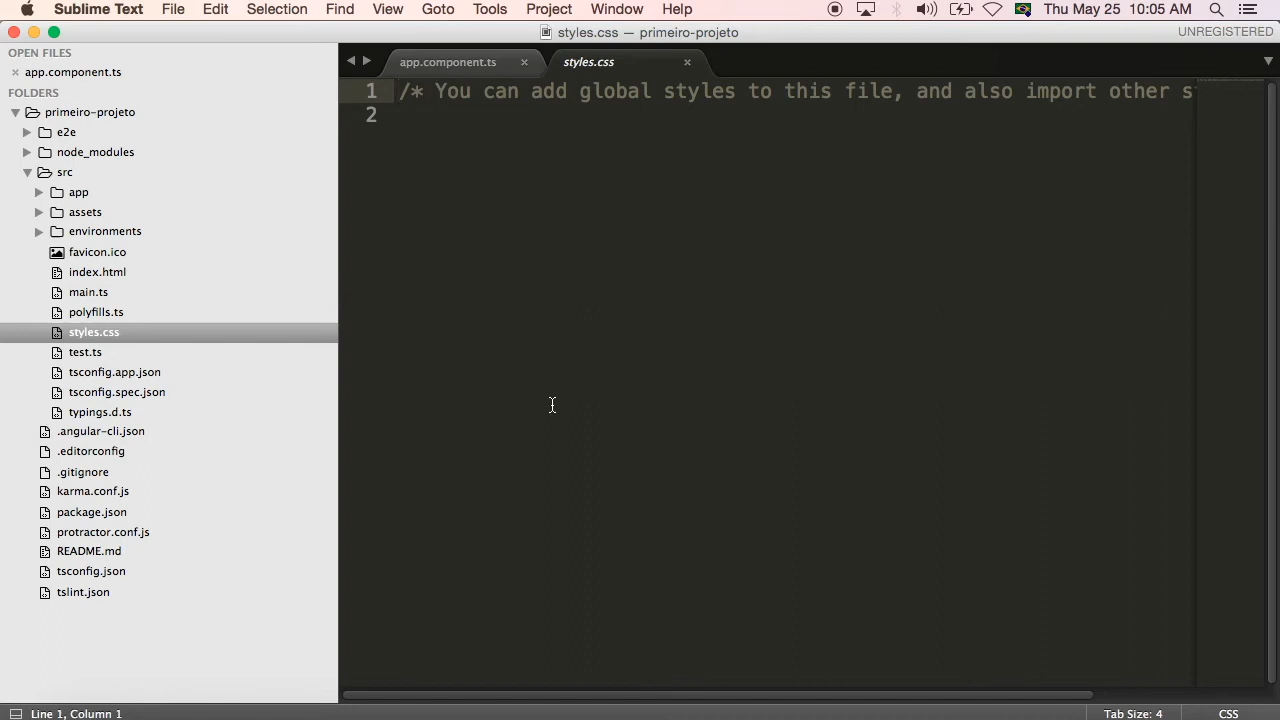 Sublime Text File Edit Selection Find View Goto Tools Project Window Help Thu May 25 10:05 AM
styles.css — primeiro-projeto UNREGISTERED
OPEN FILES
× app.component.ts
FOLDERS
primeiro-projeto
e2e
node_modules
src
app
assets
environments
favicon.ico
index.html
main.ts
polyfills.ts
styles.css
test.ts
tsconfig.app.json
tsconfig.spec.json
typings.d.ts
.angular-cli.json
.editorconfig
.gitignore
karma.conf.js
package.json
protractor.conf.js
README.md
tsconfig.json
tslint.json
app.component.ts × styles.css ×
1 /* You can add global styles to this file, and also import other s
2
Line 1, Column 1 Tab Size: 4 CSS